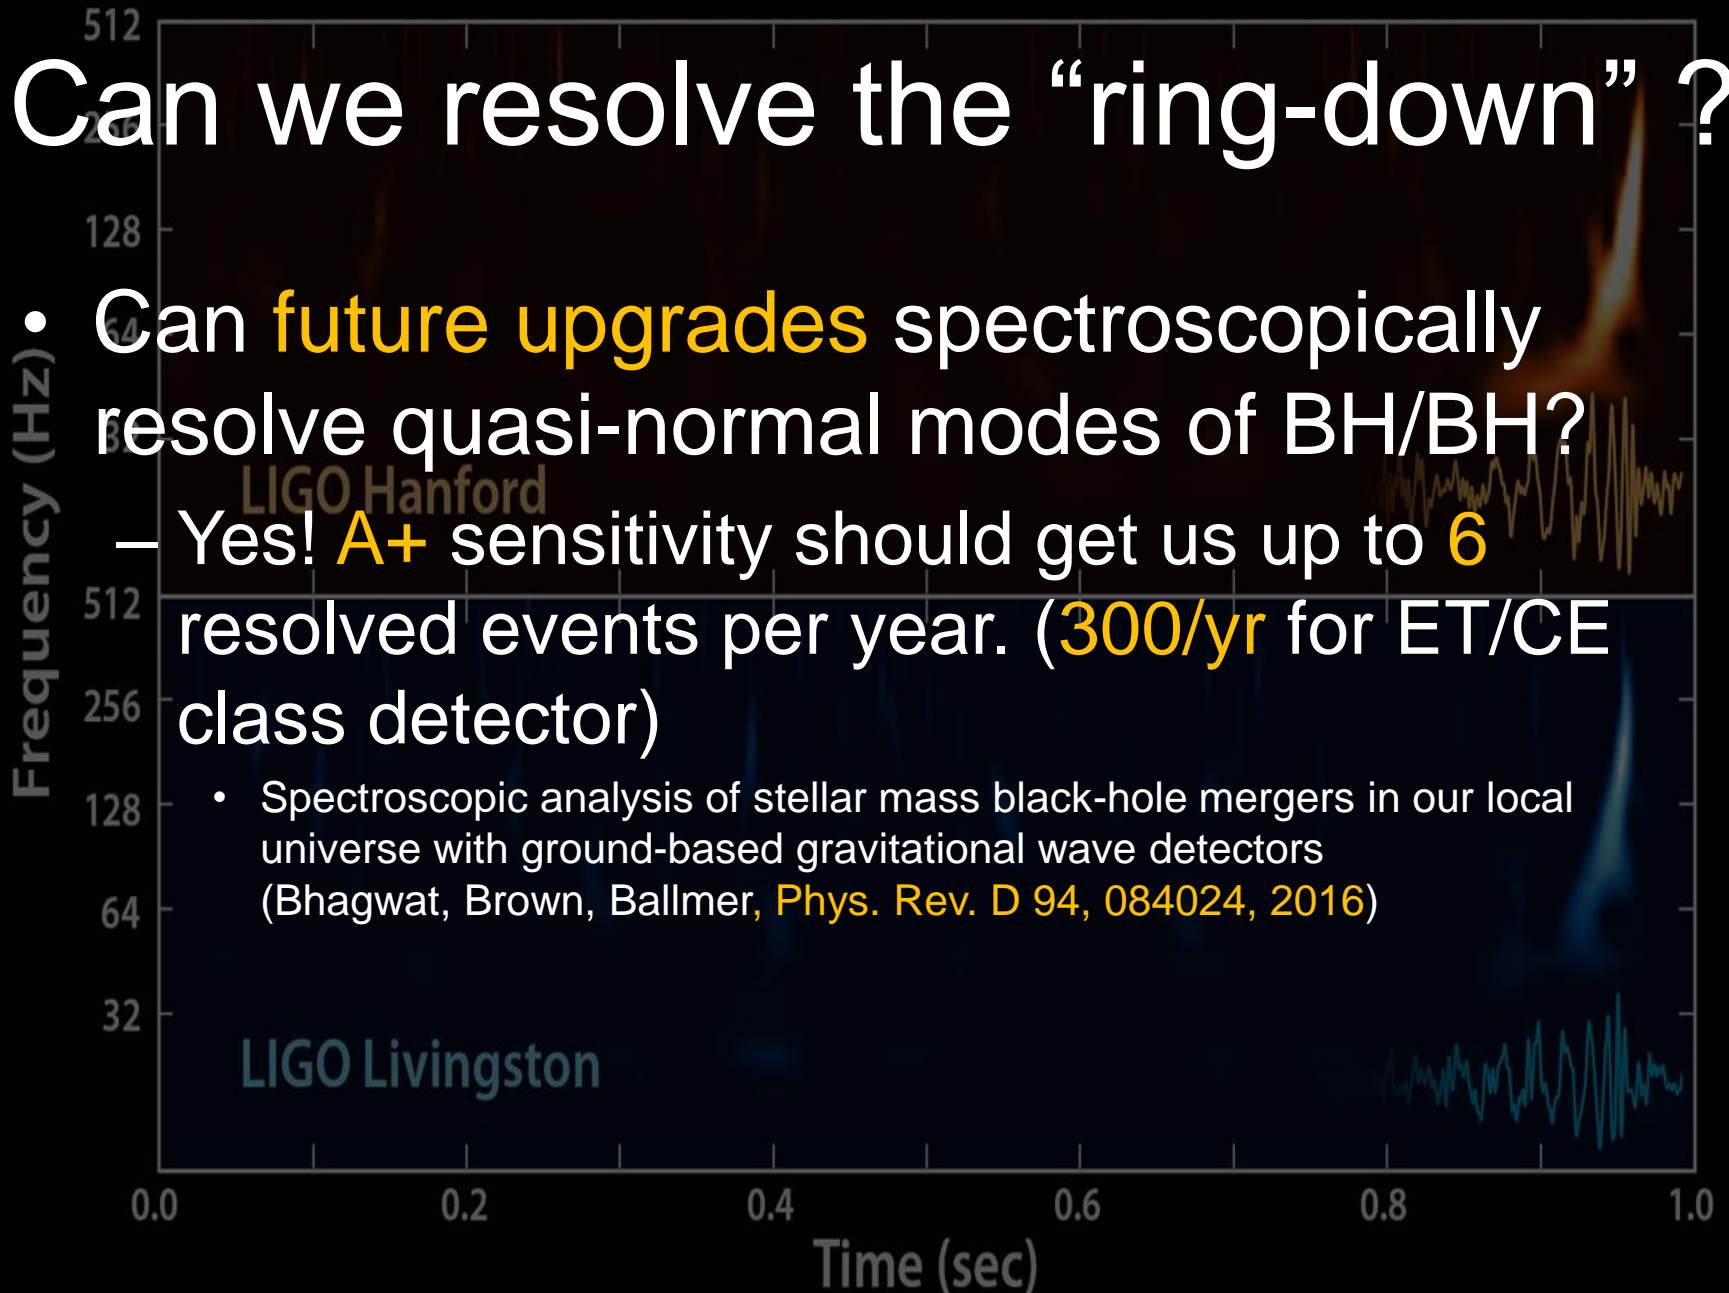 Can we resolve the “ring-down” ?
• Can future upgrades spectroscopically
resolve quasi-normal modes of BH/BH?
– Yes! A+ sensitivity should get us up to 6
resolved events per year. (300/yr for ET/CE
class detector)
• Spectroscopic analysis of stellar mass black-hole mergers in our local
universe with ground-based gravitational wave detectors
(Bhagwat, Brown, Ballmer, Phys. Rev. D 94, 084024, 2016)
Frequency (Hz)
512
256
128
64
32
LIGO Hanford
512
256
128
64
32
LIGO Livingston
0.0 0.2 0.4 0.6 0.8 1.0
Time (sec)